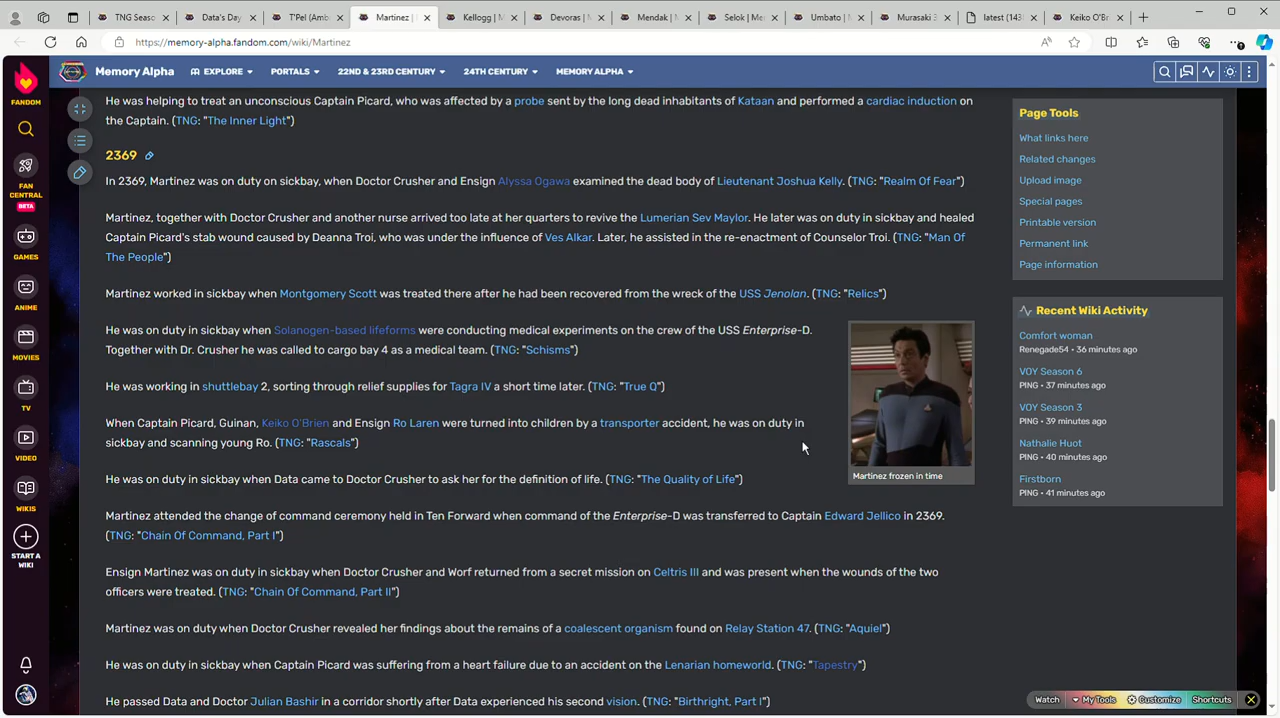 TNG Seaso
Data's Day
T'Pel (Amb
Martinez |
Kellogg | M
Devoras | M
Mendak | M
Selok | Me
Umbato | M
Murasaki 3
latest (143
Keiko O'Br
https://memory-alpha.fandom.com/wiki/Martinez
FANDOM
Memory Alpha
EXPLORE
PORTALS
22ND & 23RD CENTURY
24TH CENTURY
MEMORY ALPHA
FAN
CENTRAL
BETA
GAMES
ANIME
MOVIES
TV
VIDEO
WIKIS
START A
WIKI
He was helping to treat an unconscious Captain Picard, who was affected by a probe sent by the long dead inhabitants of Kataan and performed a cardiac induction on
the Captain. (TNG: "The Inner Light")
2369
In 2369, Martinez was on duty on sickbay, when Doctor Crusher and Ensign Alyssa Ogawa examined the dead body of Lieutenant Joshua Kelly. (TNG: "Realm Of Fear")
Martinez, together with Doctor Crusher and another nurse arrived too late at her quarters to revive the Lumerian Sev Maylor. He later was on duty in sickbay and healed
Captain Picard's stab wound caused by Deanna Troi, who was under the influence of Ves Alkar. Later, he assisted in the re-enactment of Counselor Troi. (TNG: "Man Of
The People")
Martinez worked in sickbay when Montgomery Scott was treated there after he had been recovered from the wreck of the USS Jenolan. (TNG: "Relics")
He was on duty in sickbay when Solanogen-based lifeforms were conducting medical experiments on the crew of the USS Enterprise-D.
Together with Dr. Crusher he was called to cargo bay 4 as a medical team. (TNG: "Schisms")
He was working in shuttlebay 2, sorting through relief supplies for Tagra IV a short time later. (TNG: "True Q")
When Captain Picard, Guinan, Keiko O'Brien and Ensign Ro Laren were turned into children by a transporter accident, he was on duty in
sickbay and scanning young Ro. (TNG: "Rascals")
Martinez frozen in time
He was on duty in sickbay when Data came to Doctor Crusher to ask her for the definition of life. (TNG: "The Quality of Life")
Martinez attended the change of command ceremony held in Ten Forward when command of the Enterprise-D was transferred to Captain Edward Jellico in 2369.
(TNG: "Chain Of Command, Part I")
Ensign Martinez was on duty in sickbay when Doctor Crusher and Worf returned from a secret mission on Celtris III and was present when the wounds of the two
officers were treated. (TNG: "Chain Of Command, Part II")
Martinez was on duty when Doctor Crusher revealed her findings about the remains of a coalescent organism found on Relay Station 47. (TNG: "Aquiel")
He was on duty in sickbay when Captain Picard was suffering from a heart failure due to an accident on the Lenarian homeworld. (TNG: "Tapestry")
He passed Data and Doctor Julian Bashir in a corridor shortly after Data experienced his second vision. (TNG: "Birthright, Part I")
Page Tools
What links here
Related changes
Upload image
Special pages
Printable version
Permanent link
Page information
Recent Wiki Activity
Comfort woman
Renegade54 • 36 minutes ago
VOY Season 6
PING • 37 minutes ago
VOY Season 3
PING • 39 minutes ago
Nathalie Huot
PING • 40 minutes ago
Firstborn
PING • 41 minutes ago
Watch
My Tools
Customize
Shortcuts